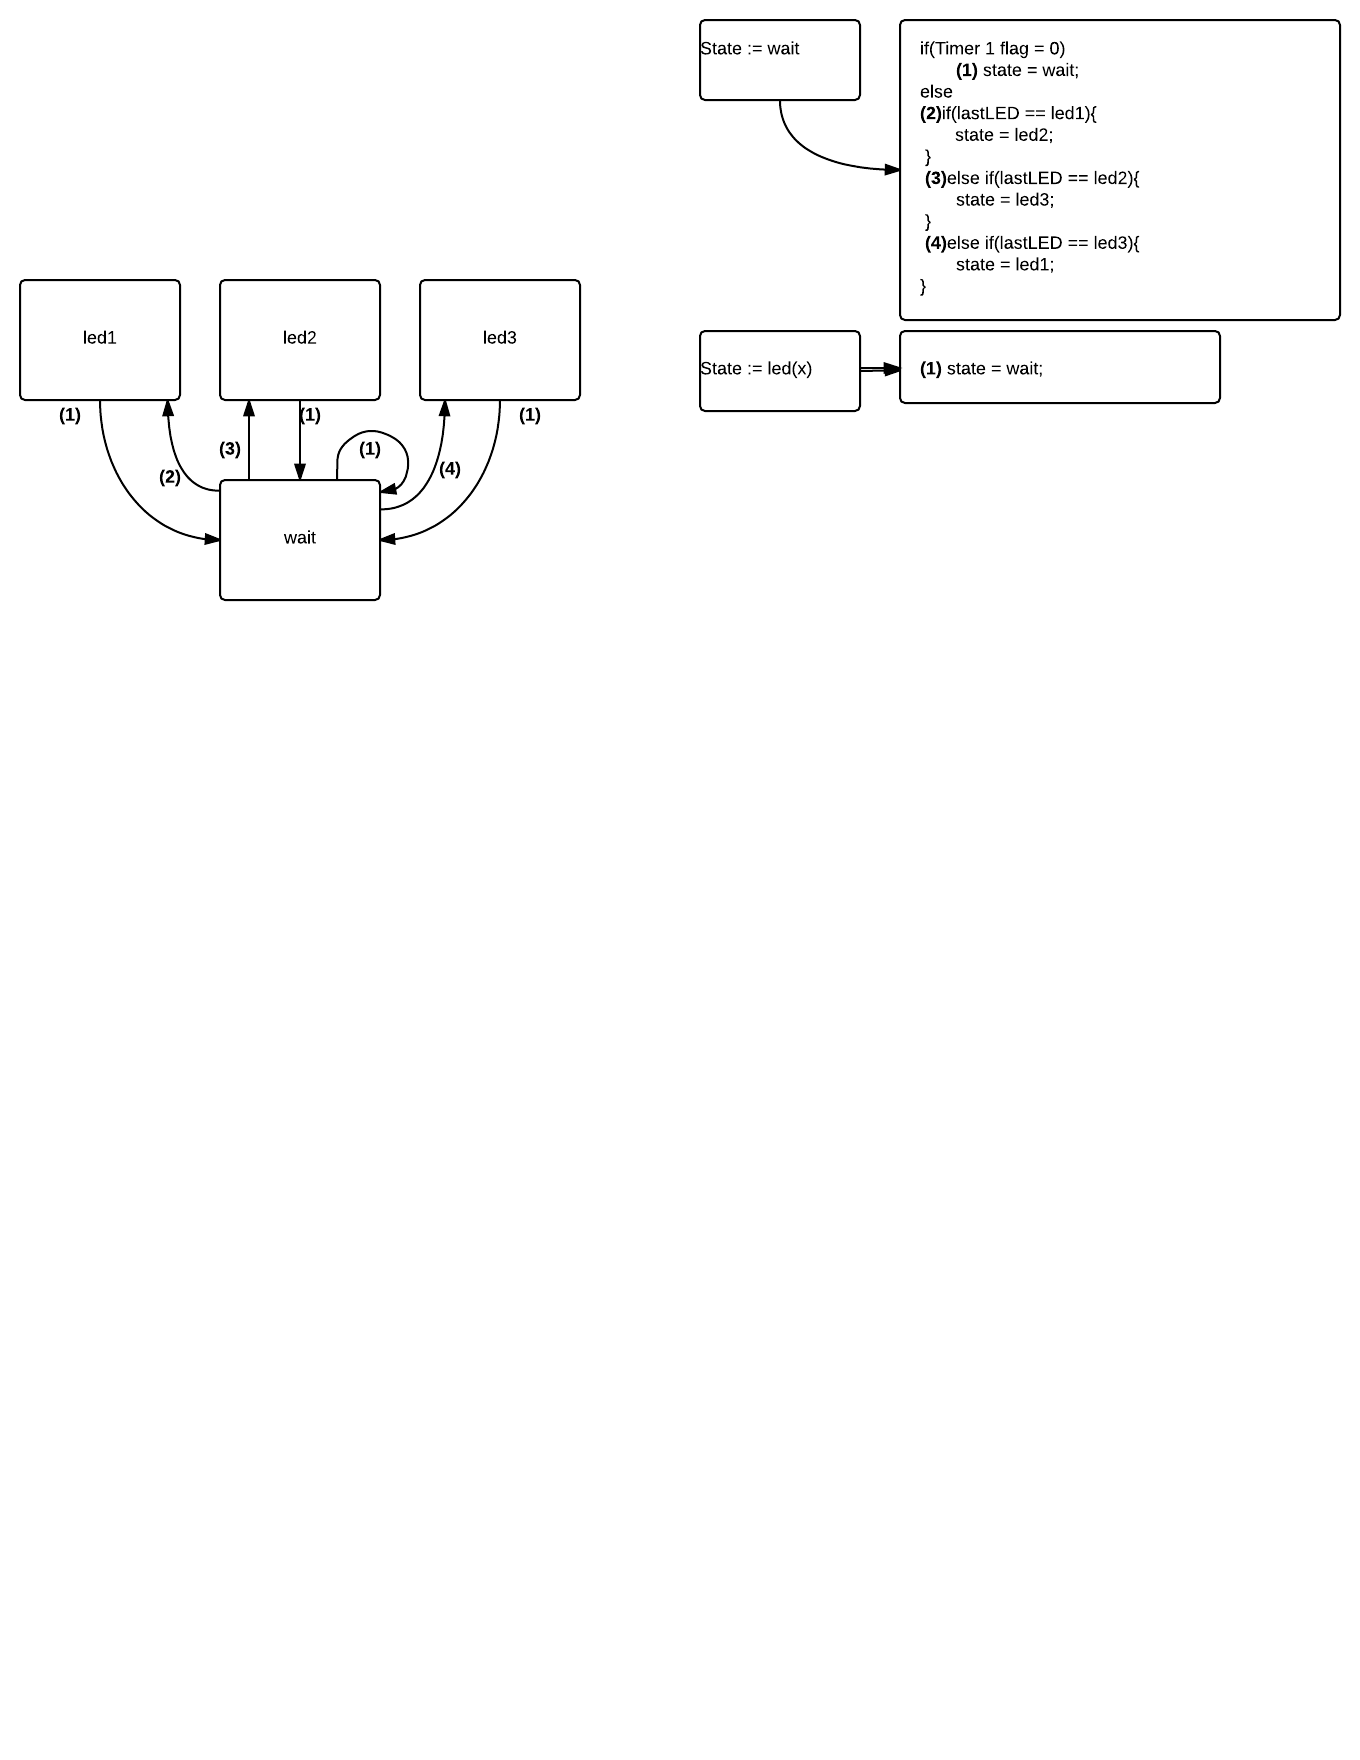 State := wait
if(Timer 1 flag = 0)
(1) state = wait;
else
(2)if(lastLED == led1){
state = led2;
}
(3)else if(lastLED == led2){
state = led3;
}
(4)else if(lastLED == led3){
state = led1;
}
State := led(x)
(1) state = wait;
led1
led2
led3
(1)
(1)
(1)
(3)
(1)
(2)
(4)
wait